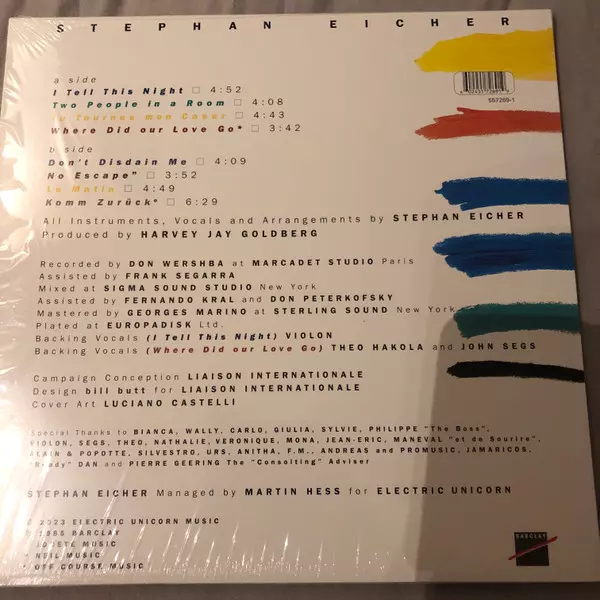 STEPHAN EICHER
a side
I Tell This Night □ 4:52
Two People in a Room □ 4:08
Tu Tournes mon Coeur □ 4:43
Where Did our Love Go* □ 3:42
b side
Don't Disdain Me □ 4:09
No Escape" □ 3:52
Le Matin □ 4:49
Komm Zurück* □ 6:29
All Instruments, Vocals and Arrangements by STEPHAN EICHER
Produced by HARVEY JAY GOLDBERG
Recorded by DON WERSHBA at MARCADET STUDIO Paris
Assisted by FRANK SEGARRA
Mixed at SIGMA SOUND STUDIO New York
Assisted by FERNANDO KRAL and DON PETERKOFSKY
Mastered by GEORGES MARINO at STERLING SOUND New York
Plated at EUROPADISK Ltd.
Backing Vocals (I Tell This Night) VIOLON
Backing Vocals (Where Did our Love Go) THEO HAKOLA and JOHN SEGS
Campaign Conception LIAISON INTERNATIONALE
Design bill butt for LIAISON INTERNATIONALE
Cover Art LUCIANO CASTELLI
Special Thanks to BIANCA, WALLY, CARLO, GIULIA, SYLVIE, PHILIPPE "The Boss",
VIOLON, SEGS, THEO, NATHALIE, VERONIQUE, MONA, JEAN-ERIC, MANEVAL "et de Sourire",
ALAIN & POPOTTE, SILVESTRO, URS, ANITHA, F.M., ANDREAS and PROMUSIC, JAMARICOS,
"R-ady" DAN and PIERRE GEERING The "Consolting" Adviser
STEPHAN EICHER Managed by MARTIN HESS for ELECTRIC UNICORN
2023 ELECTRIC UNICORN MUSIC
1985 BARCLAY
JOBETE MUSIC
NEIL MUSIC
* OFF COURSE MUSIC
557269-1
BARCLAY